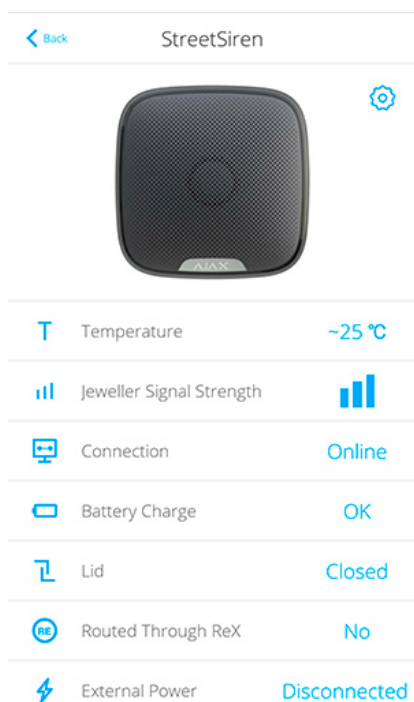 Back
StreetSiren
AJAX
T Temperature ~25 °C
Jeweller Signal Strength
Connection Online
Battery Charge OK
Lid Closed
RE Routed Through ReX No
External Power Disconnected